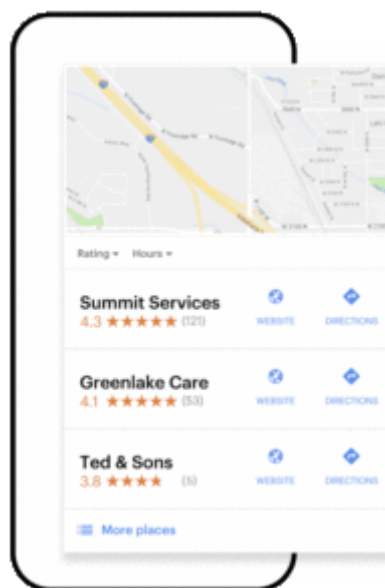 Rating Hours
Summit Services
4.3 (121)
WEBSITE DIRECTIONS
Greenlake Care
4.1 (53)
WEBSITE DIRECTIONS
Ted & Sons
3.8 (5)
WEBSITE DIRECTIONS
More places